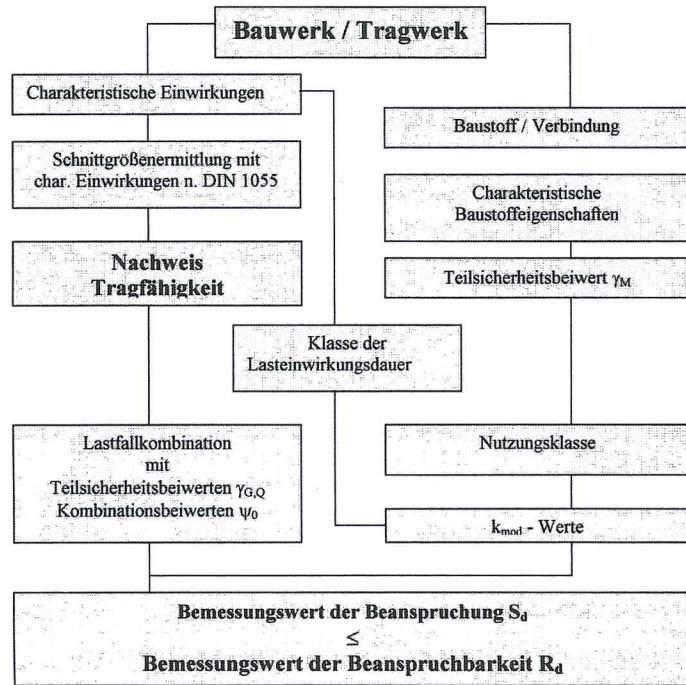 Bauwerk / Tragwerk
Charakteristische Einwirkungen
Baustoff / Verbindung
Schnittgrößenermittlung mit
char. Einwirkungen n. DIN 1055
Charakteristische
Baustoffeigenschaften
Nachweis
Tragfähigkeit
Teilsicherheitsbeiwert γM
Klasse der
Lasteinwirkungsdauer
Lastfallkombination
mit
Teilsicherheitsbeiwerten γG,Q
Kombinationsbeiwerten ψ0
Nutzungsklasse
kmod - Werte
Bemessungswert der Beanspruchung Sd
≤
Bemessungswert der Beanspruchbarkeit Rd